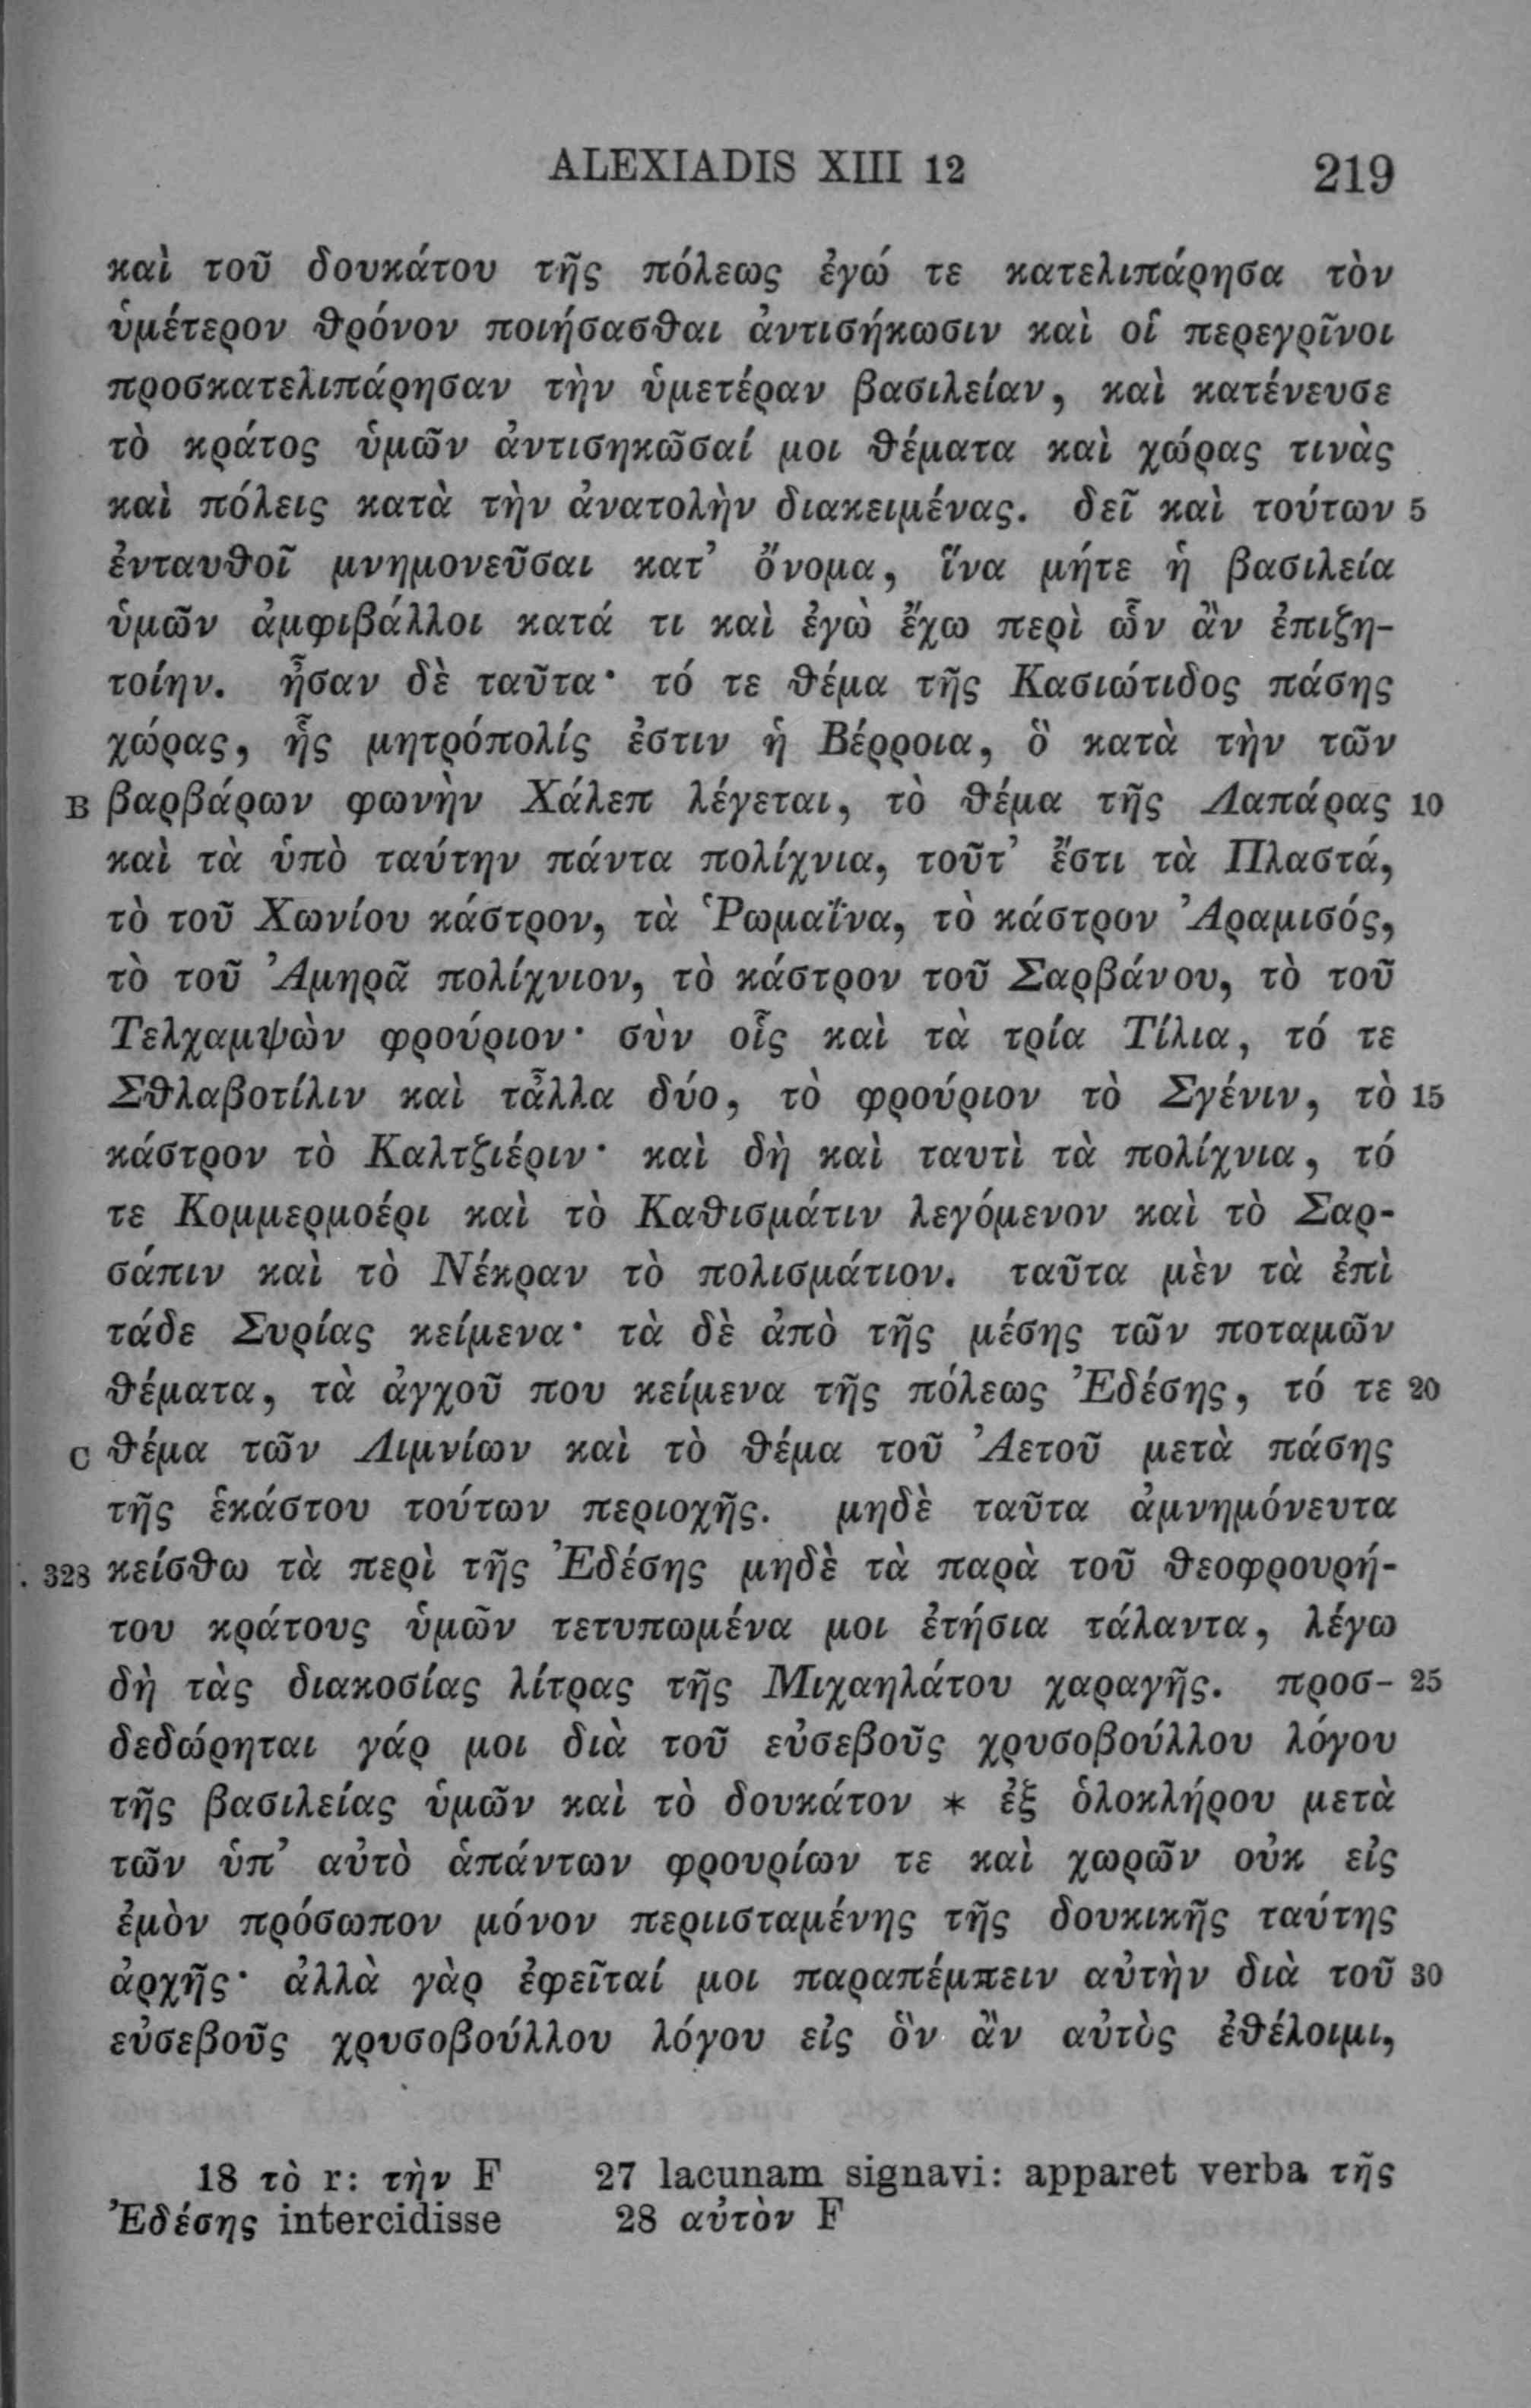 ALEXIADIS XIII 12 219
καὶ τοῦ δουκάτου τῆς πόλεως ἐγώ τε κατελιπάρησα τὸν
ὑμέτερον θρόνον ποιήσασθαι ἀντισήκωσιν καὶ οἱ περεγρῖνοι
προσκατελιπάρησαν τὴν ὑμετέραν βασιλείαν, καὶ κατένευσε
τὸ κράτος ὑμῶν ἀντισηκῶσαί μοι θέματα καὶ χώρας τινὰς
καὶ πόλεις κατὰ τὴν ἀνατολὴν διακειμένας. δεῖ καὶ τούτων 5
ἐνταυθοῖ μνημονεῦσαι κατ’ ὄνομα, ἵνα μήτε ἡ βασιλεία
ὑμῶν ἀμφιβάλλοι κατά τι καὶ ἐγὼ ἔχω περὶ ὧν ἂν ἐπιζη-
τοίην. ἦσαν δὲ ταῦτα· τό τε θέμα τῆς Κασιώτιδος πάσης
χώρας, ἧς μητρόπολίς ἐστιν ἡ Βέρροια, ὃ κατὰ τὴν τῶν
B βαρβάρων φωνὴν Χάλεπ λέγεται, τὸ θέμα τῆς Λαπάρας 10
καὶ τὰ ὑπὸ ταύτην πάντα πολίχνια, τοῦτ’ ἔστι τὰ Πλαστά,
τὸ τοῦ Χωνίου κάστρον, τὰ Ῥωμαΐνα, τὸ κάστρον Ἀραμισός,
τὸ τοῦ Ἀμηρᾶ πολίχνιον, τὸ κάστρον τοῦ Σαρβάνου, τὸ τοῦ
Τελχαμψὼν φρούριον· σὺν οἷς καὶ τὰ τρία Τίλια, τό τε
Σθλαβοτίλιν καὶ τἆλλα δύο, τὸ φρούριον τὸ Σγένιν, τὸ 15
κάστρον τὸ Καλτζιέριν· καὶ δὴ καὶ ταυτὶ τὰ πολίχνια, τό
τε Κομμερμοέρι καὶ τὸ Καθισμάτιν λεγόμενον καὶ τὸ Σαρ-
σάπιν καὶ τὸ Νέκραν τὸ πολισμάτιον. ταῦτα μὲν τὰ ἐπὶ
τάδε Συρίας κείμενα· τὰ δὲ ἀπὸ τῆς μέσης τῶν ποταμῶν
θέματα, τὰ ἀγχοῦ που κείμενα τῆς πόλεως Ἐδέσης, τό τε 20
C θέμα τῶν Λιμνίων καὶ τὸ θέμα τοῦ Ἀετοῦ μετὰ πάσης
τῆς ἑκάστου τούτων περιοχῆς. μηδὲ ταῦτα ἀμνημόνευτα
328 κείσθω τὰ περὶ τῆς Ἐδέσης μηδὲ τὰ παρὰ τοῦ θεοφρουρή-
του κράτους ὑμῶν τετυπωμένα μοι ἐτήσια τάλαντα, λέγω
δὴ τὰς διακοσίας λίτρας τῆς Μιχαηλάτου χαραγῆς. προσ- 25
δεδώρηται γάρ μοι διὰ τοῦ εὐσεβοῦς χρυσοβούλλου λόγου
τῆς βασιλείας ὑμῶν καὶ τὸ δουκάτον * ἐξ ὁλοκλήρου μετὰ
τῶν ὑπ’ αὐτὸ ἁπάντων φρουρίων τε καὶ χωρῶν οὐκ εἰς
ἐμὸν πρόσωπον μόνον περιισταμένης τῆς δουκικῆς ταύτης
ἀρχῆς· ἀλλὰ γὰρ ἐφεῖταί μοι παραπέμπειν αὐτὴν διὰ τοῦ 30
εὐσεβοῦς χρυσοβούλλου λόγου εἰς ὃν ἂν αὐτὸς ἐθέλοιμι,
18 τὸ r: τὴν F 27 lacunam signavi: apparet verba τῆς
Ἐδέσης intercidisse 28 αὐτὸν F